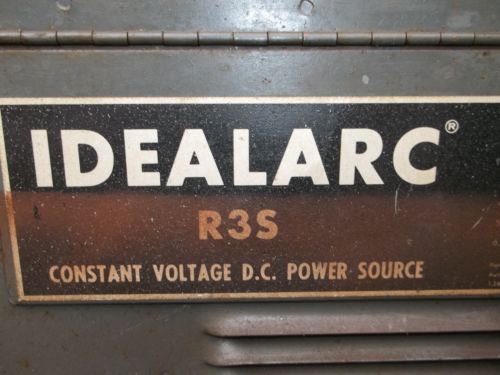 IDEALARC®
R3S
CONSTANT VOLTAGE D.C. POWER SOURCE